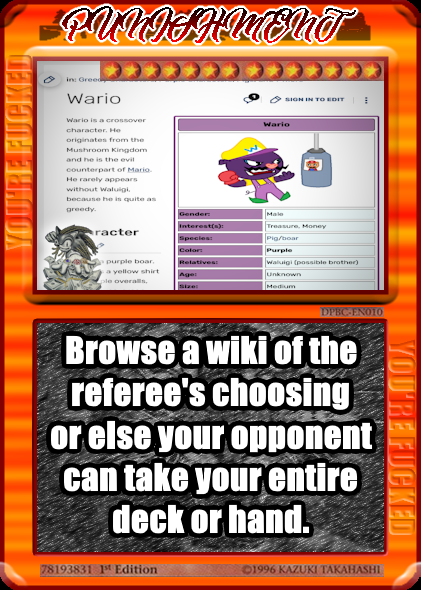 PUNISHMENT
in: Greedy
Wario
1
SIGN IN TO EDIT
Wario is a crossover
character. He
originates from the
Mushroom Kingdom
and he is the evil
counterpart of Mario.
He rarely appears
without Waluigi,
because he is quite as
greedy.
racter
purple boar.
a yellow shirt
le overalls,
Wario
W
Gender: Male
Interest(s): Treasure, Money
Species: Pig/boar
Color: Purple
Relatives: Waluigi (possible brother)
Age: Unknown
Size: Medium
YOU'RE FUCKED
DPBC-EN010
Browse a wiki of the
referee's choosing
or else your opponent
can take your entire
deck or hand.
YOU'RE FUCKED
78193831 1st Edition
©1996 KAZUKI TAKAHASHI